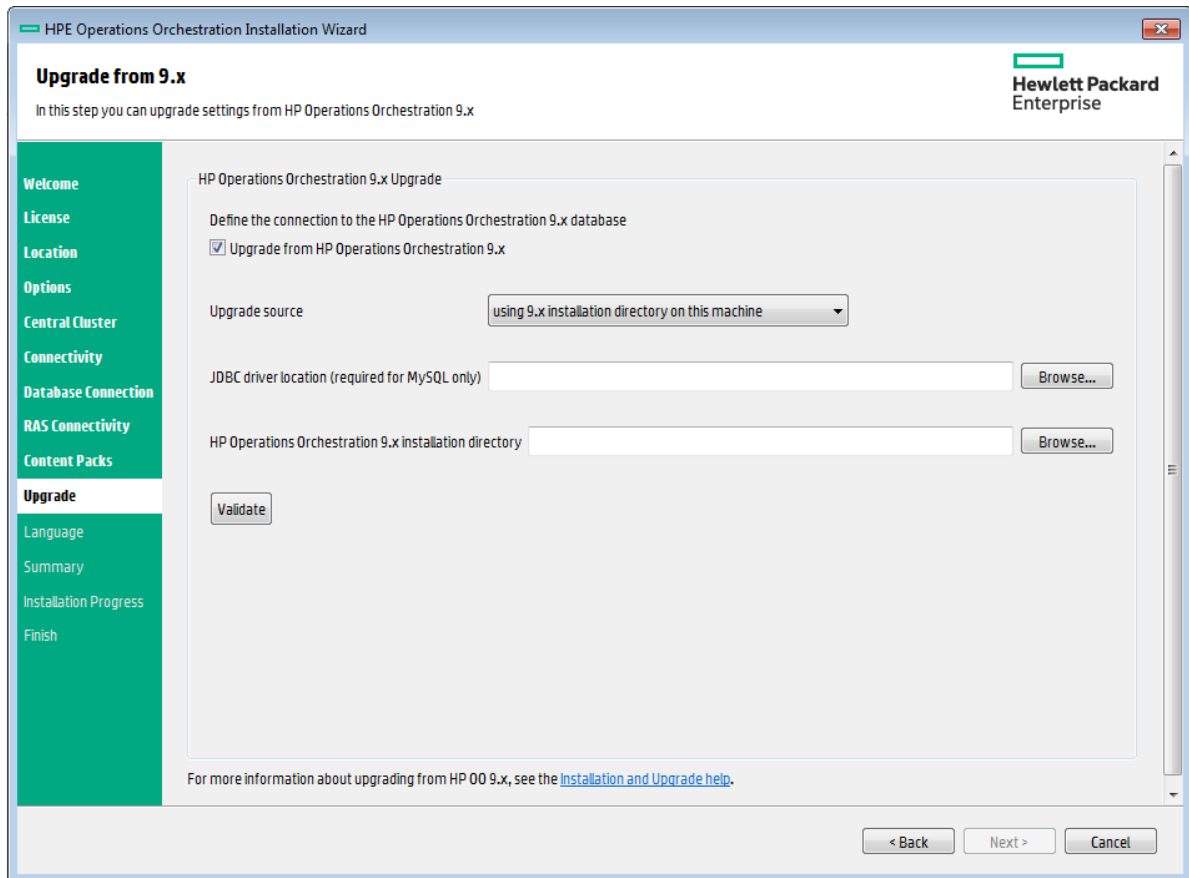 HPE Operations Orchestration Installation Wizard
Upgrade from 9.x
In this step you can upgrade settings from HP Operations Orchestration 9.x
Hewlett Packard
Enterprise
Welcome
License
Location
Options
Central Cluster
Connectivity
Database Connection
RAS Connectivity
Content Packs
Upgrade
Language
Summary
Installation Progress
Finish
HP Operations Orchestration 9.x Upgrade
Define the connection to the HP Operations Orchestration 9.x database
Upgrade from HP Operations Orchestration 9.x
Upgrade source using 9.x installation directory on this machine
JDBC driver location (required for MySQL only) Browse...
HP Operations Orchestration 9.x installation directory Browse...
Validate
For more information about upgrading from HP OO 9.x, see the Installation and Upgrade help.
< Back Next > Cancel